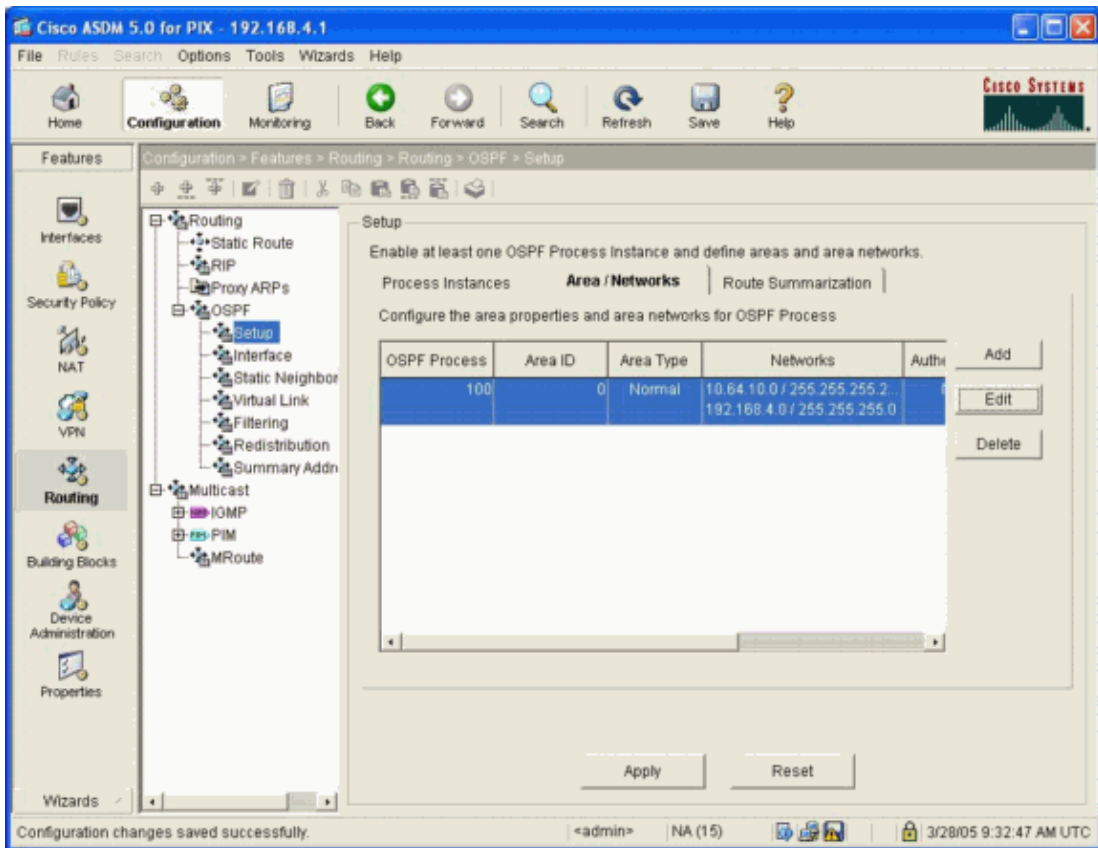 Cisco ASDM 5.0 for PIX - 192.168.4.1
File Rules Search Options Tools Wizards Help
Home Configuration Monitoring Back Forward Search Refresh Save Help
CISCO SYSTEMS
Features
Configuration > Features > Routing > Routing > OSPF > Setup
Interfaces
Security Policy
NAT
VPN
Routing
Building Blocks
Device
Administration
Properties
Wizards
Routing
Static Route
RIP
Proxy ARPs
OSPF
Setup
Interface
Static Neighbor
Virtual Link
Filtering
Redistribution
Summary Addr
Multicast
IGMP
PIM
MRoute
Setup
Enable at least one OSPF Process Instance and define areas and area networks.
Process Instances Area / Networks Route Summarization
Configure the area properties and area networks for OSPF Process
OSPF Process Area ID Area Type Networks Authe
100 0 Normal 10.64.10.0 / 255.255.255.2...
192.168.4.0 / 255.255.255.0
Add
Edit
Delete
Apply Reset
Configuration changes saved successfully. <admin> NA (15) 3/28/05 9:32:47 AM UTC